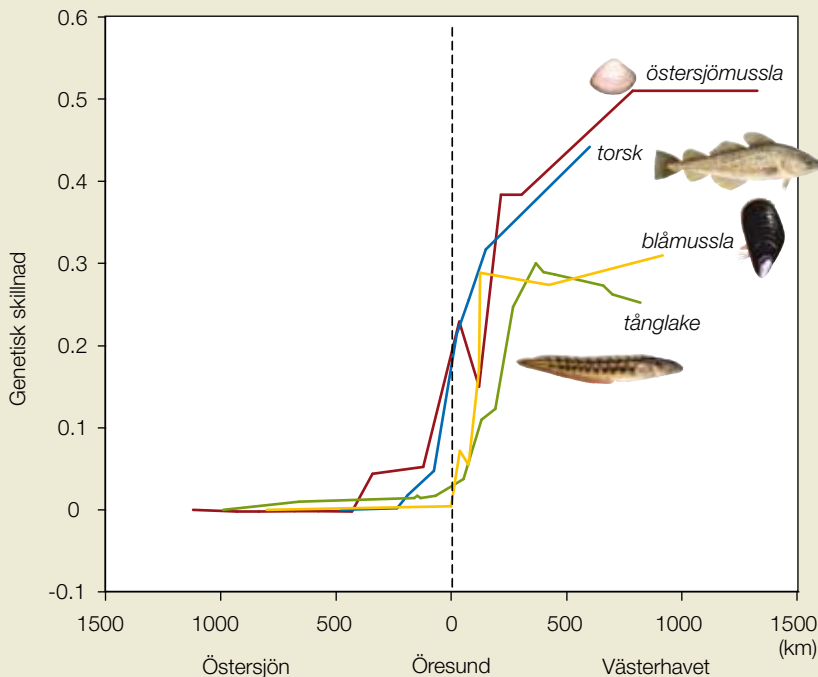 0.6
0.5
0.4
0.3
0.2
0.1
0
-0.1
Genetisk skillnad
östersjömussla
torsk
blåmussla
tånglake
1500 1000 500 0 500 1000 1500
(km)
Östersjön Öresund Västerhavet